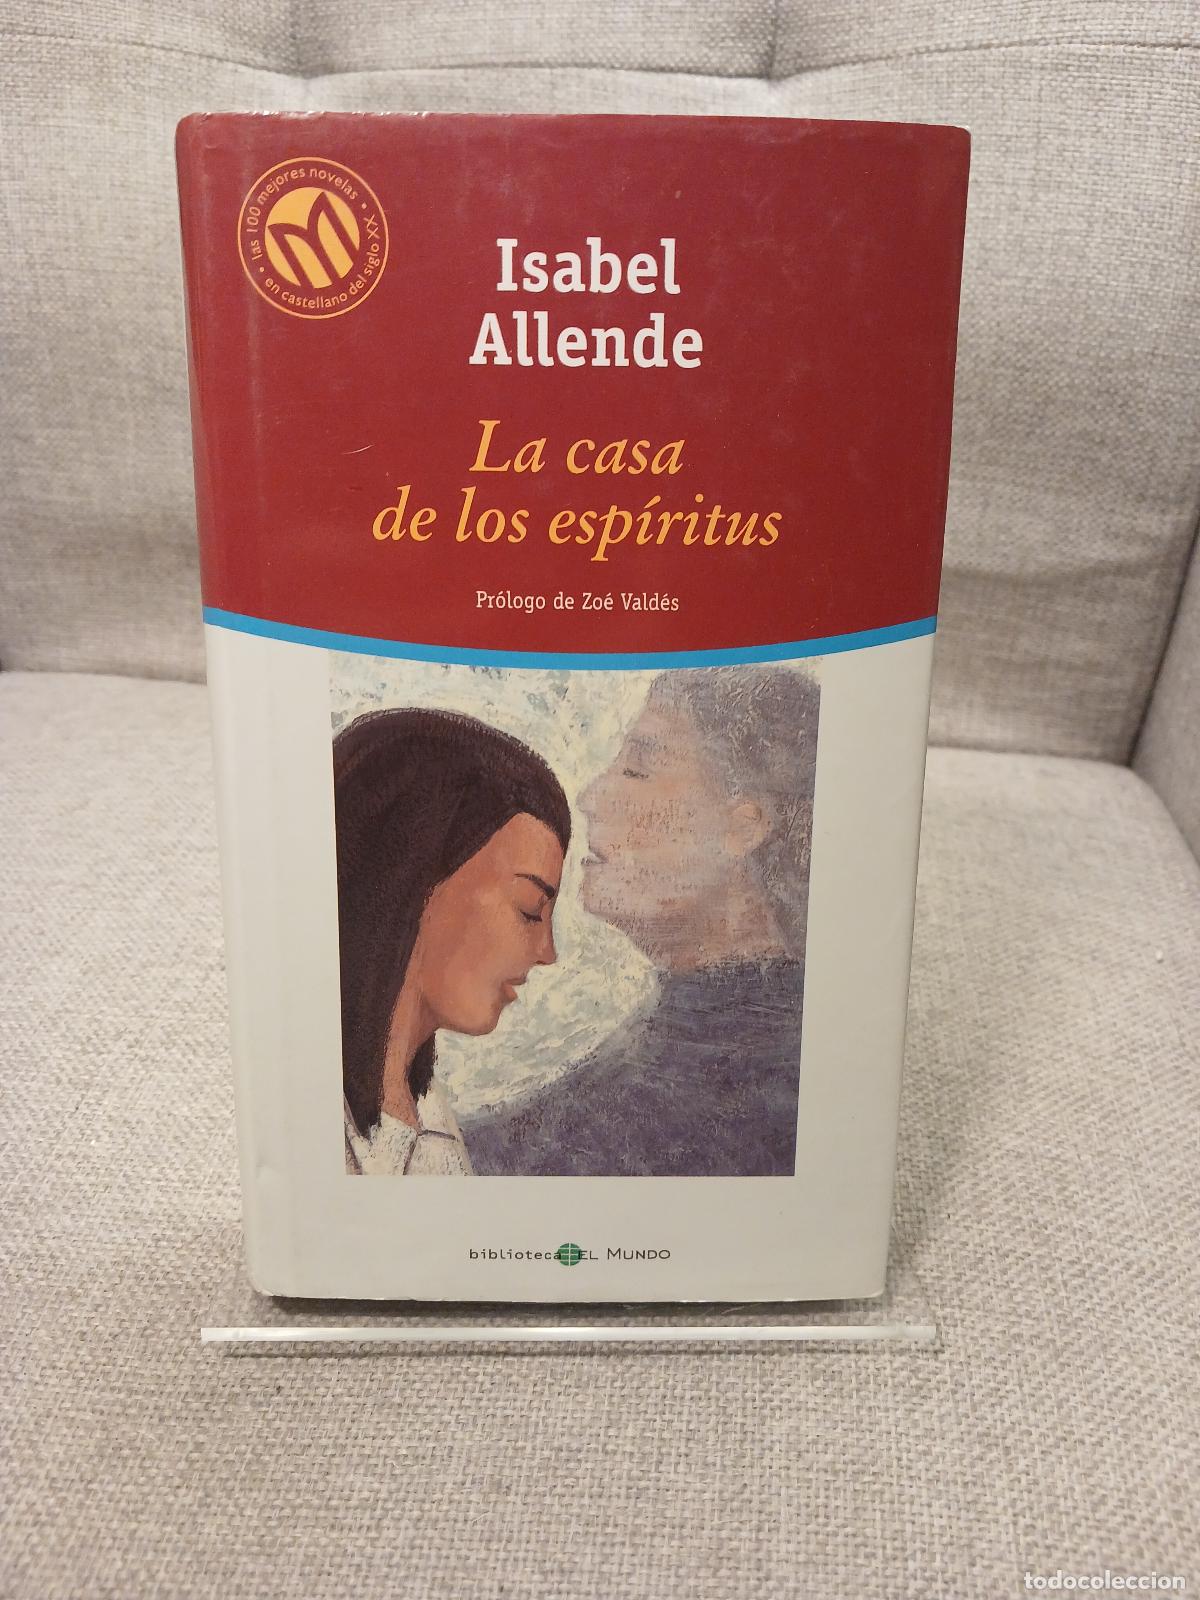 las 100 mejores novelas
en castellano del siglo XX
Isabel
Allende
La casa
de los espíritus
Prólogo de Zoé Valdés
biblioteca EL MUNDO
todocoleccion